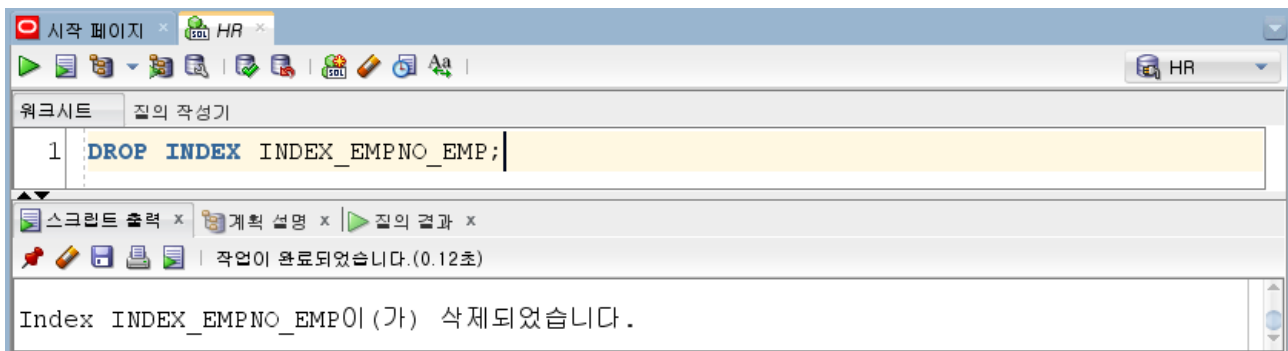 시작 페이지 HR
HR
워크시트 질의 작성기
1 DROP INDEX INDEX_EMPNO_EMP;
스크립트 출력 x 계획 설명 x 질의 결과 x
작업이 완료되었습니다.(0.12초)
Index INDEX_EMPNO_EMP이(가) 삭제되었습니다.